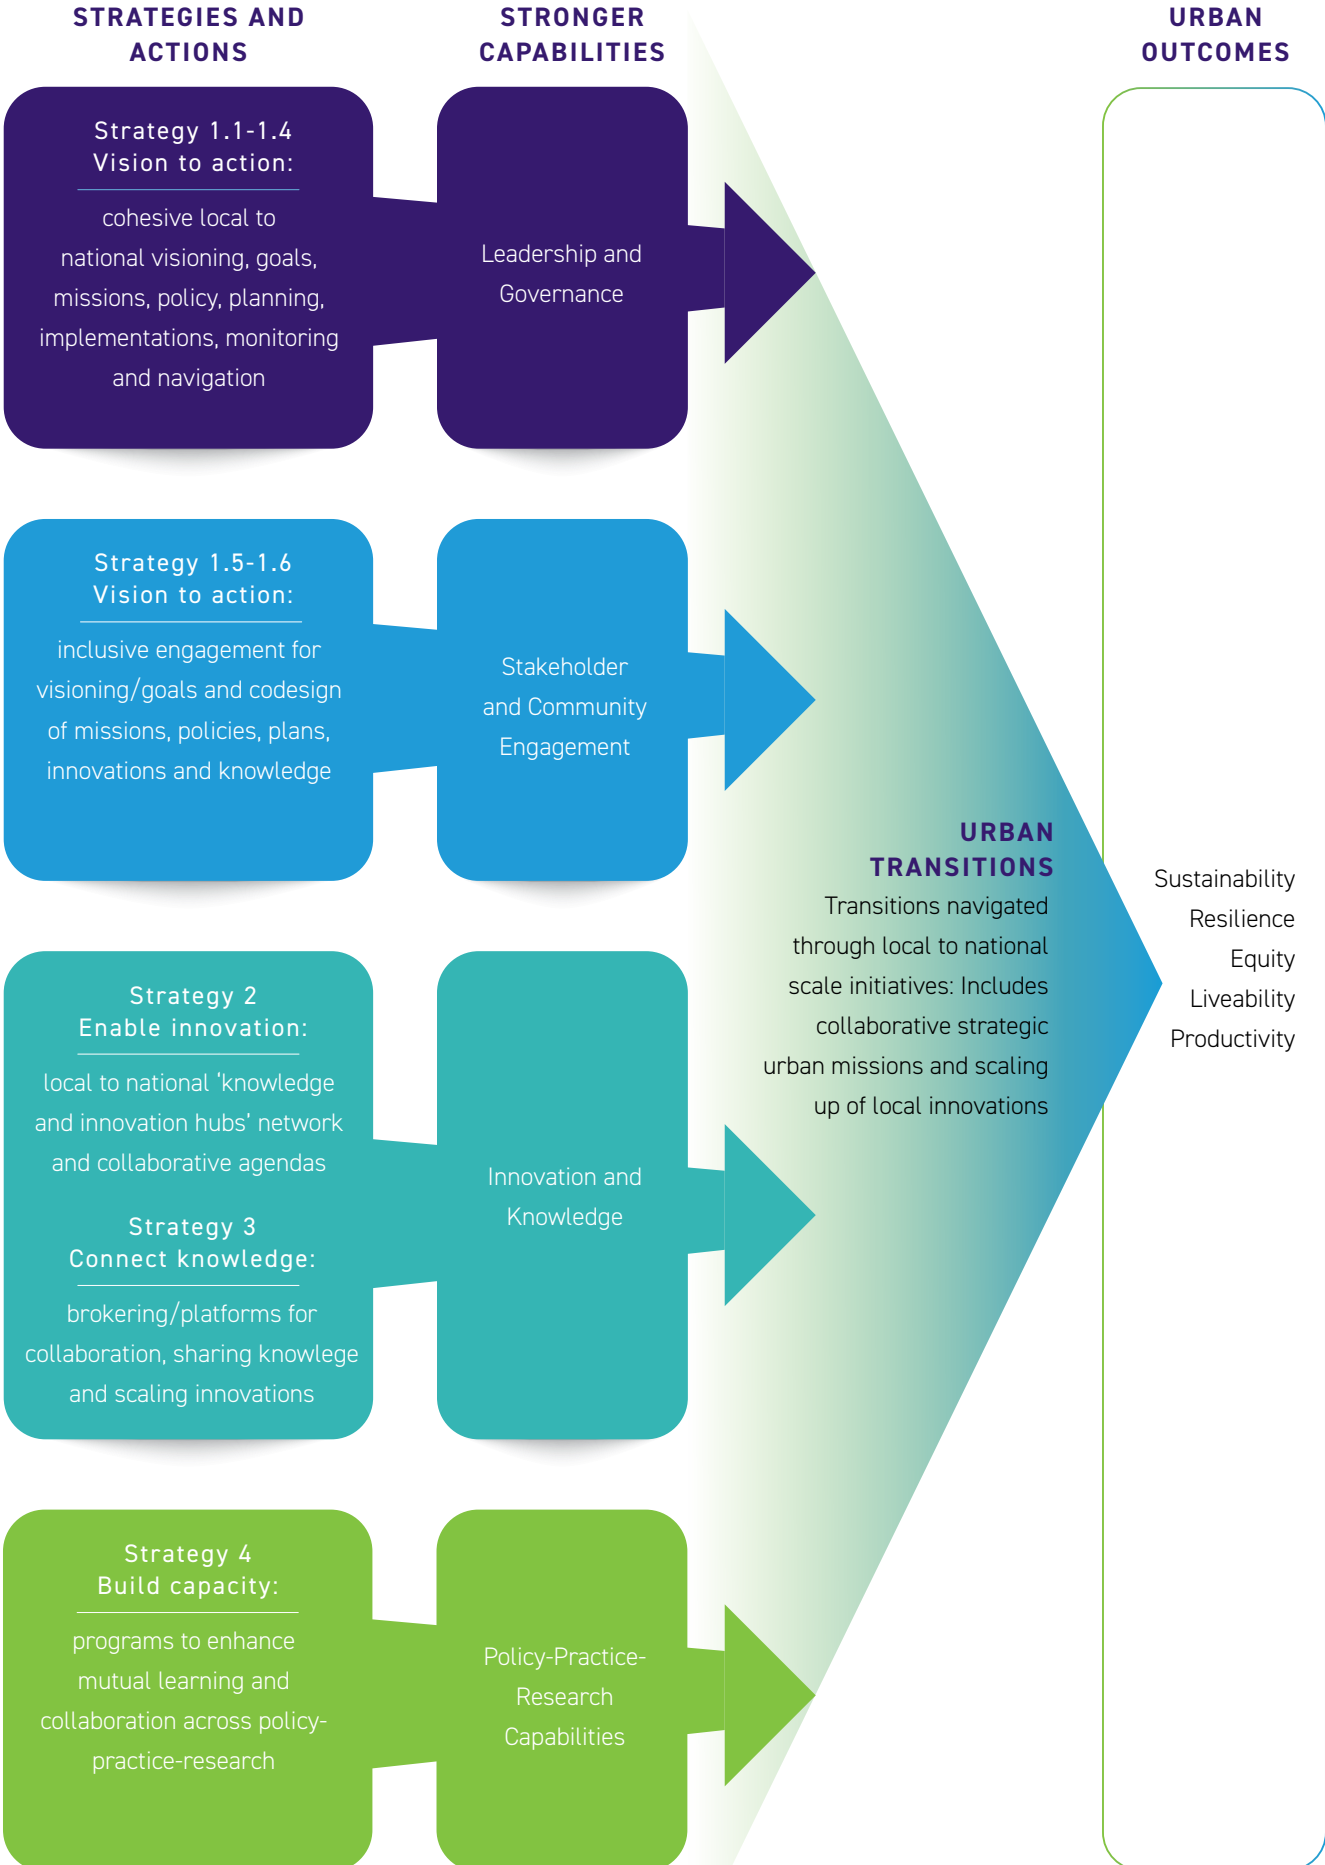 STRATEGIES AND
ACTIONS
STRONGER
CAPABILITIES
URBAN
OUTCOMES
Strategy 1.1-1.4
Vision to action:
cohesive local to
national visioning, goals,
missions, policy, planning,
implementations, monitoring
and navigation
Leadership and
Governance
Strategy 1.5-1.6
Vision to action:
inclusive engagement for
visioning/goals and codesign
of missions, policies, plans,
innovations and knowledge
Stakeholder
and Community
Engagement
Strategy 2
Enable innovation:
local to national ‘knowledge
and innovation hubs’ network
and collaborative agendas
Strategy 3
Connect knowledge:
brokering/platforms for
collaboration, sharing knowlege
and scaling innovations
Innovation and
Knowledge
Strategy 4
Build capacity:
programs to enhance
mutual learning and
collaboration across policy-
practice-research
Policy-Practice-
Research
Capabilities
URBAN
TRANSITIONS
Transitions navigated
through local to national
scale initiatives: Includes
collaborative strategic
urban missions and scaling
up of local innovations
Sustainability
Resilience
Equity
Liveability
Productivity